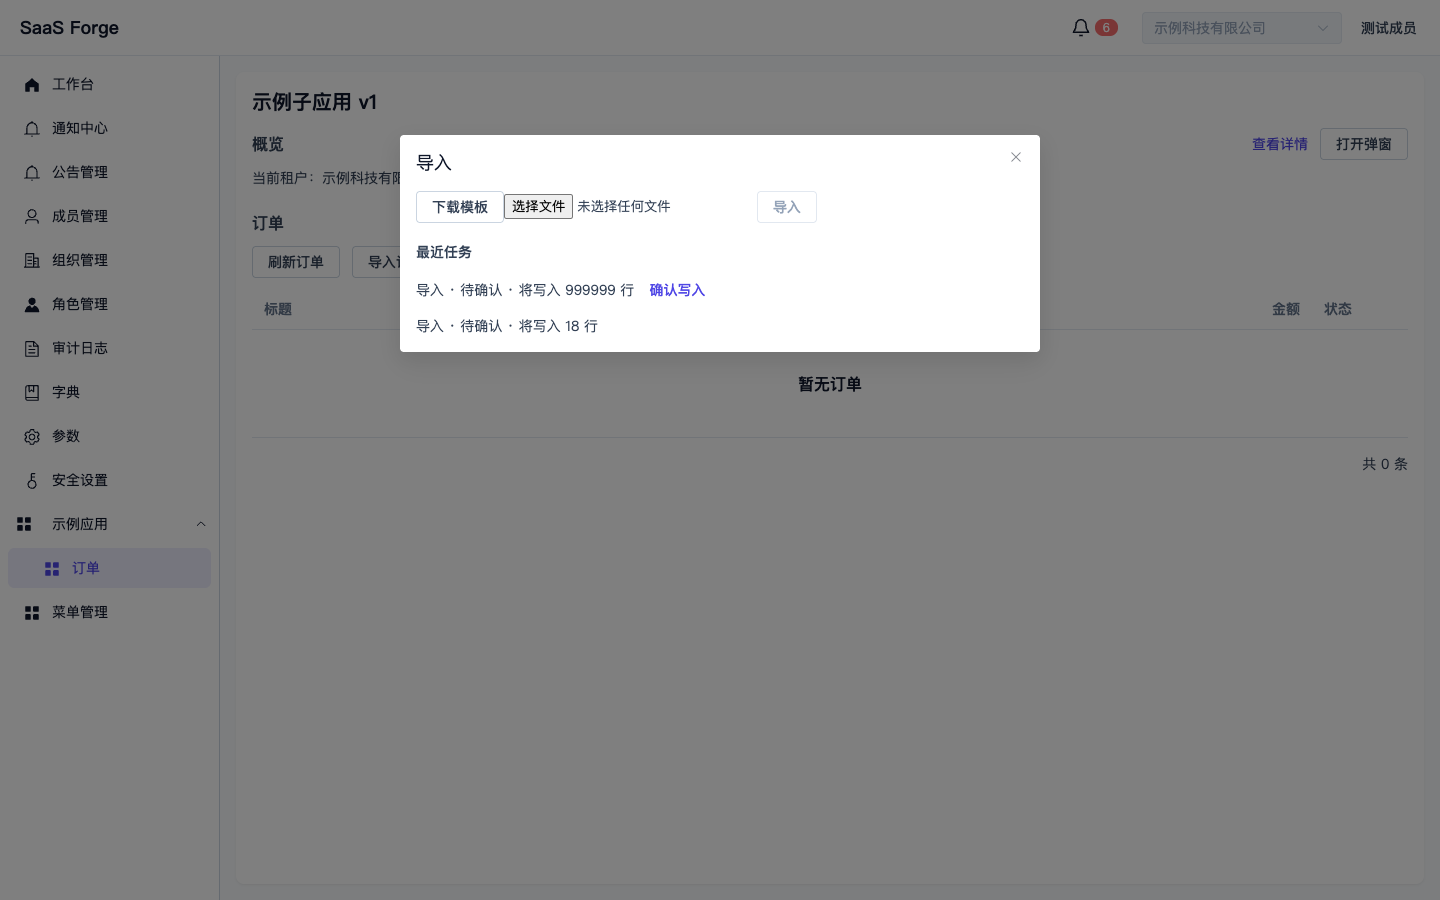 SaaS Forge
6
示例科技有限公司
测试成员
工作台
通知中心
公告管理
成员管理
组织管理
角色管理
审计日志
字典
参数
安全设置
示例应用
订单
菜单管理
示例子应用 v1
概览
查看详情
打开弹窗
当前租户：示例科技有
订单
刷新订单
导入
标题
金额
状态
暂无订单
共 0 条
导入
下载模板
选择文件 未选择任何文件
导入
最近任务
导入 · 待确认 · 将写入 999999 行 确认写入
导入 · 待确认 · 将写入 18 行